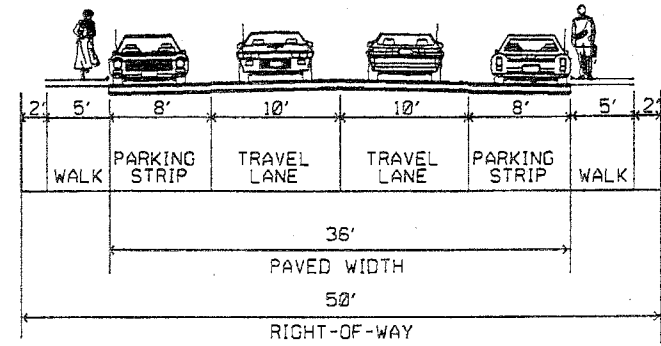 2' 5' 8' 10' 10' 8' 5' 2'
WALK PARKING STRIP TRAVEL LANE TRAVEL LANE PARKING STRIP WALK
36'
PAVED WIDTH
50'
RIGHT-OF-WAY